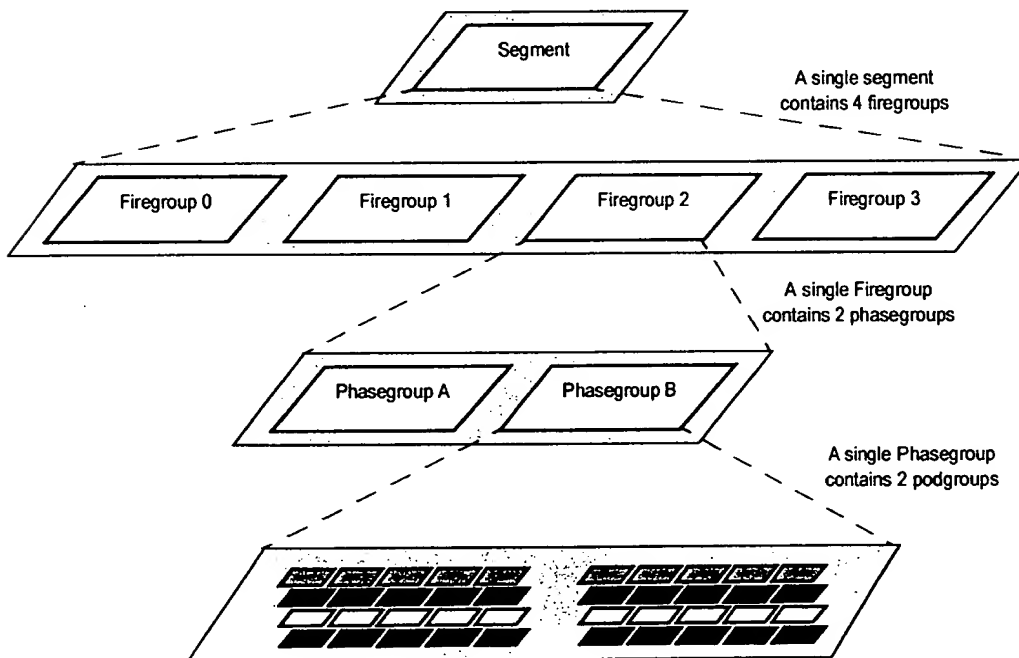 Segment
A single segment
contains 4 firegroups
Firegroup 0
Firegroup 1
Firegroup 2
Firegroup 3
A single Firegroup
contains 2 phasegroups
Phasegroup A
Phasegroup B
A single Phasegroup
contains 2 podgroups